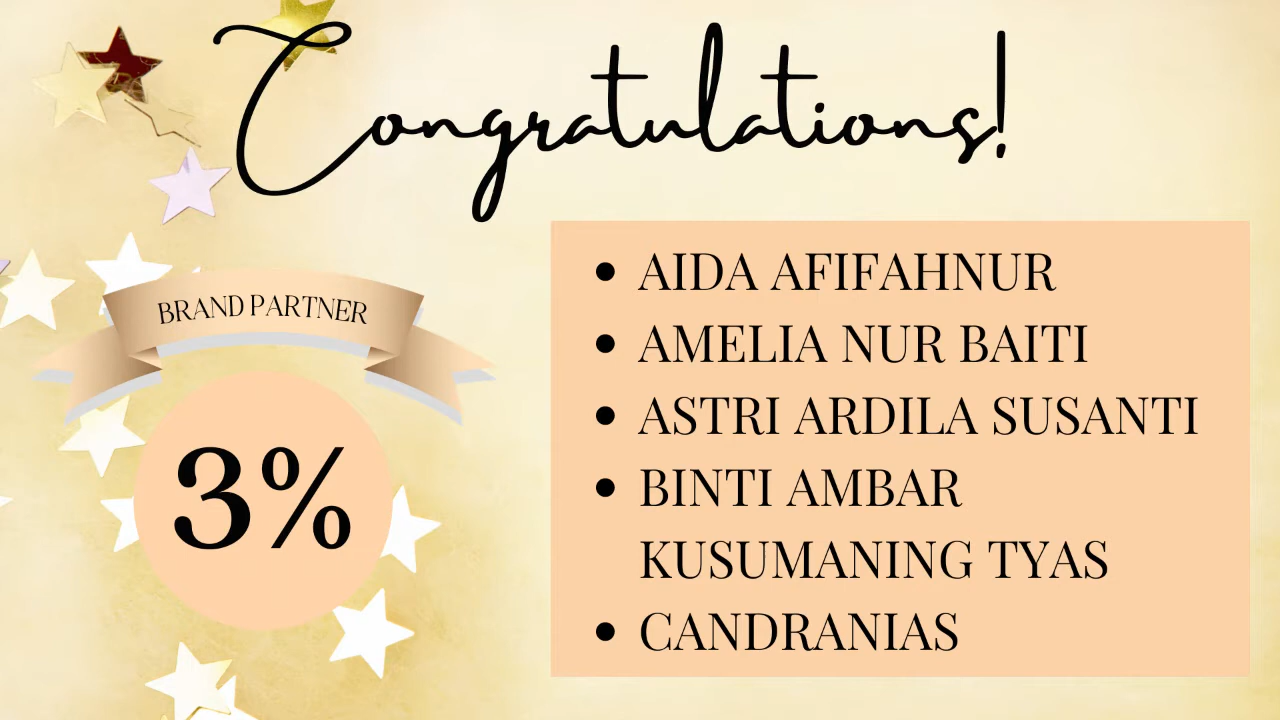 Congratulations!
BRAND PARTNER
3%
• AIDA AFIFAHNUR
• AMELIA NUR BAITI
• ASTRI ARDILA SUSANTI
• BINTI AMBAR
KUSUMANING TYAS
• CANDRANIAS